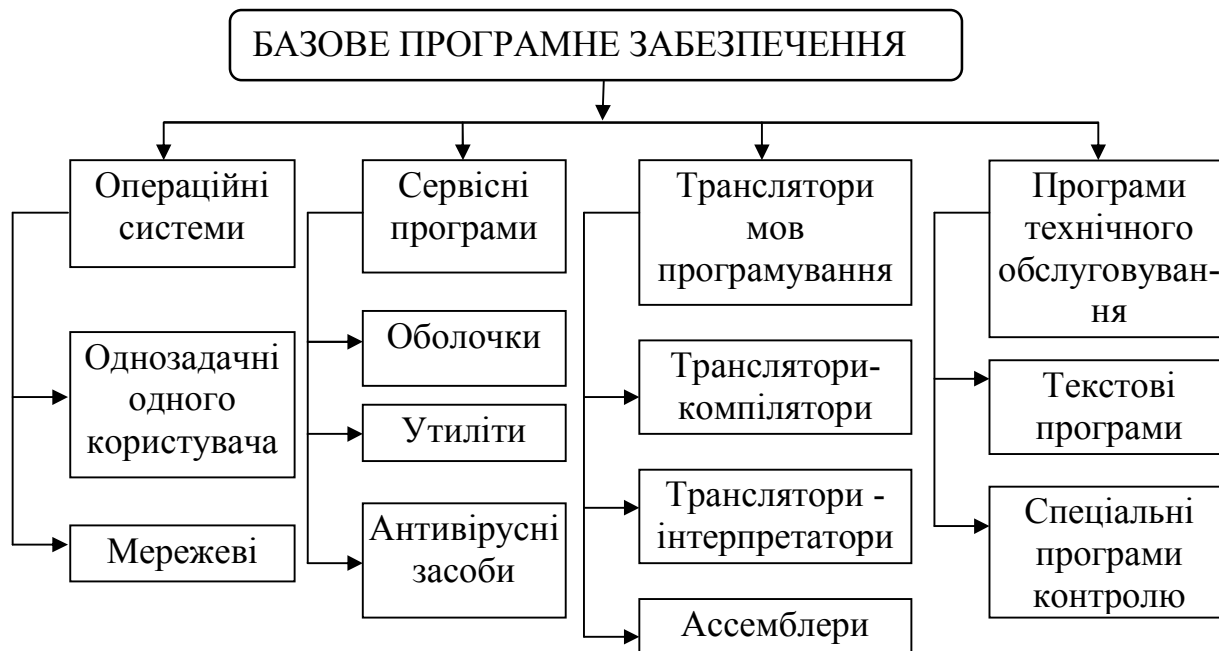 БАЗОВЕ ПРОГРАМНЕ ЗАБЕЗПЕЧЕННЯ
Операційні
системи
Однозадачні
одного
користувача
Мережеві
Сервісні
програми
Оболочки
Утиліти
Антивірусні
засоби
Транслятори
мов
програмування
Транслятори-
компілятори
Транслятори -
інтерпретатори
Ассемблери
Програми
технічного
обслуговуван-
ня
Текстові
програми
Спеціальні
програми
контролю